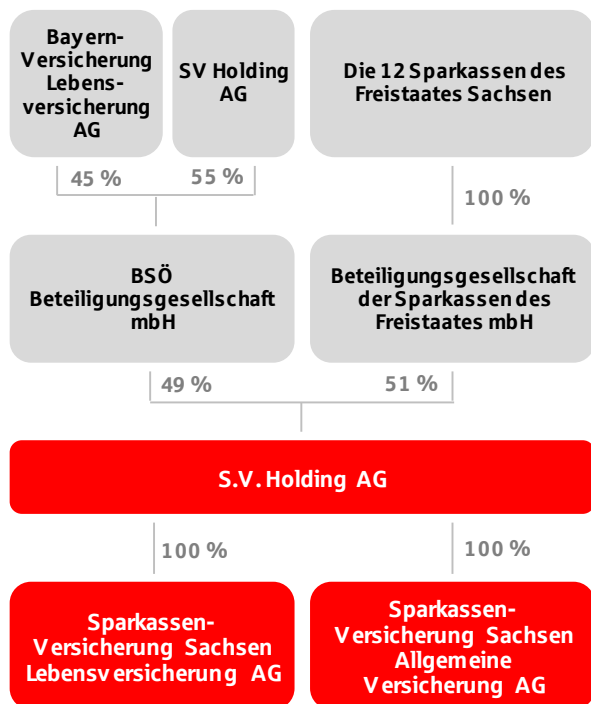 Bayern-
Versicherung
Lebens-
versicherung
AG
SV Holding
AG
Die 12 Sparkassen des
Freistaates Sachsen
45 %
55 %
100 %
BSÖ
Beteiligungsgesellschaft
mbH
Beteiligungsgesellschaft
der Sparkassen des
Freistaates mbH
49 %
51 %
S.V. Holding AG
100 %
100 %
Sparkassen-
Versicherung Sachsen
Lebensversicherung AG
Sparkassen-
Versicherung Sachsen
Allgemeine
Versicherung AG